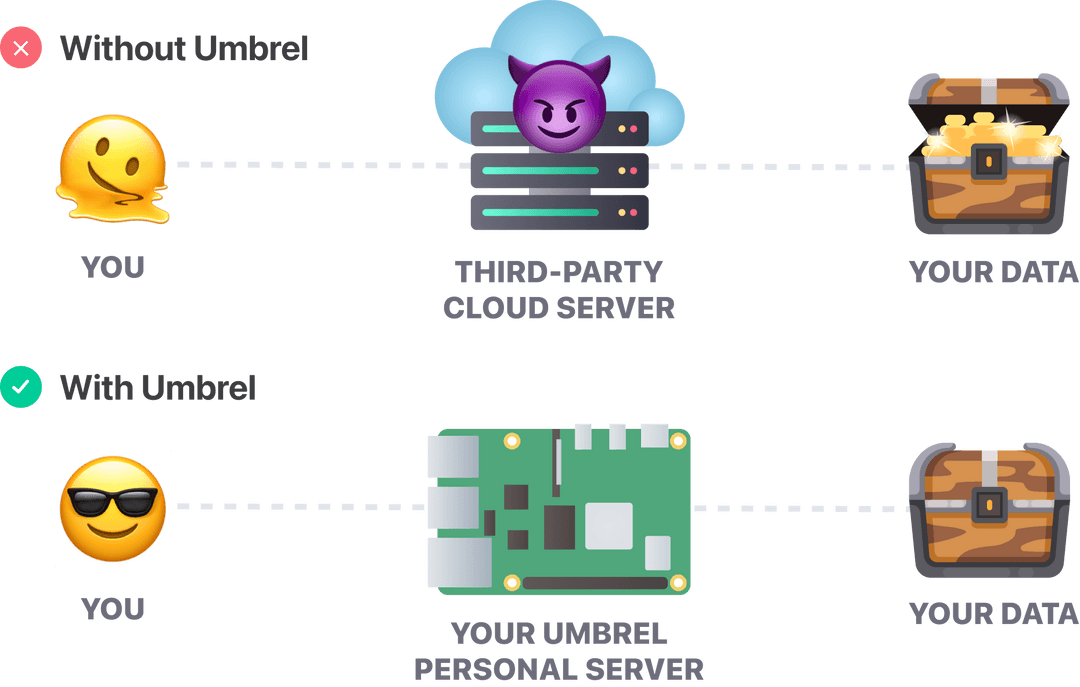 Without Umbrel
YOU
THIRD-PARTY
CLOUD SERVER
YOUR DATA
With Umbrel
YOU
YOUR UMBREL
PERSONAL SERVER
YOUR DATA